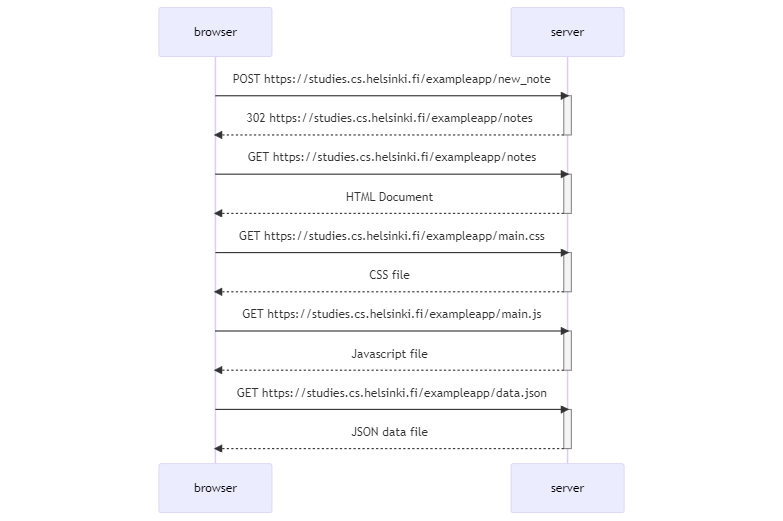 browser
server
POST https://studies.cs.helsinki.fi/exampleapp/new_note
302 https://studies.cs.helsinki.fi/exampleapp/notes
GET https://studies.cs.helsinki.fi/exampleapp/notes
HTML Document
GET https://studies.cs.helsinki.fi/exampleapp/main.css
CSS file
GET https://studies.cs.helsinki.fi/exampleapp/main.js
Javascript file
GET https://studies.cs.helsinki.fi/exampleapp/data.json
JSON data file
browser
server